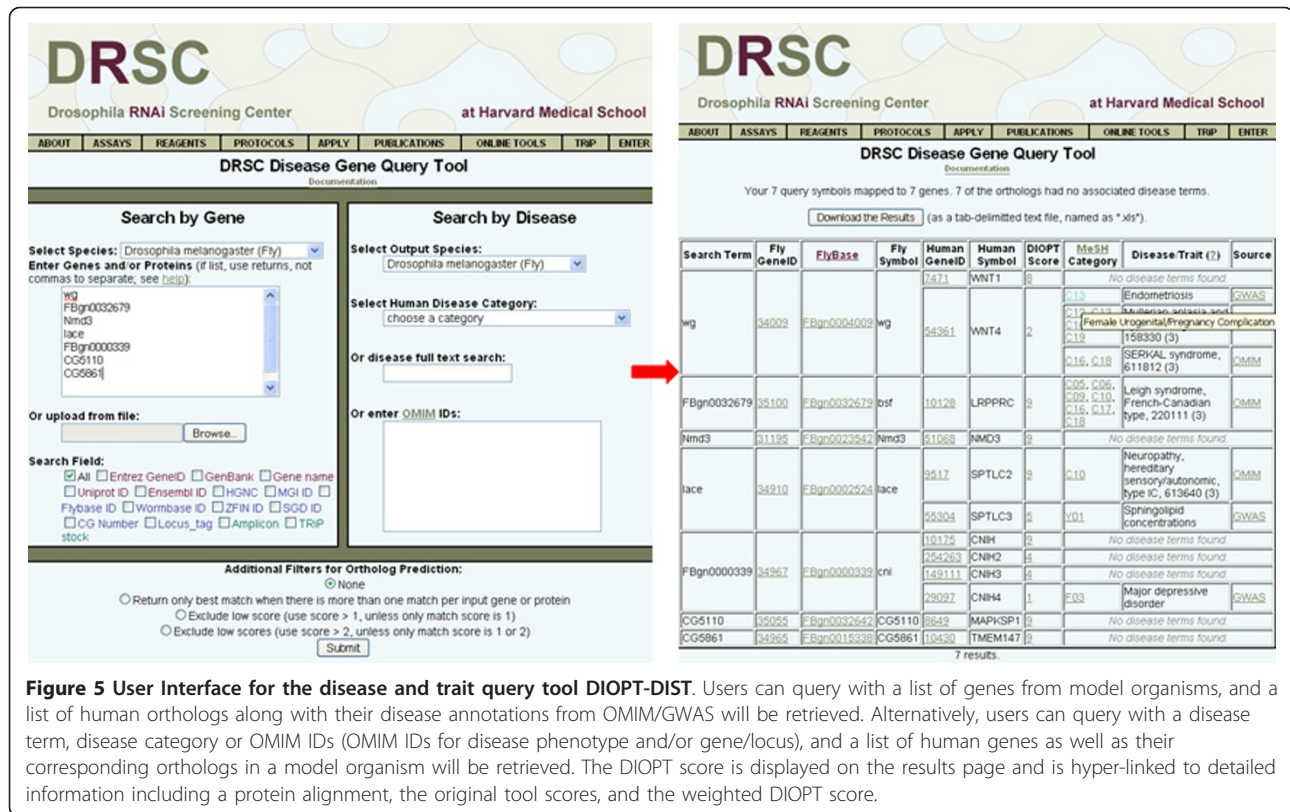 DRSC
Drosophila RNAi Screening Center at Harvard Medical School
ABOUT ASSAYS REAGENTS PROTOCOLS APPLY PUBLICATIONS ONLINE TOOLS TRIP ENTER
DRSC Disease Gene Query Tool
Documentation
Search by Gene
Select Species: Drosophila melanogaster (Fly)
Enter Genes and/or Proteins (if list, use returns, not
commas to separate; see help):
wg
FBgn0032679
Nmd3
lace
FBgn0000339
CG5110
CG5861
Or upload from file:
Browse...
Search Field:
All Entrez GeneID GenBank Gene name
Uniprot ID Ensembl ID HGNC MGI ID
Flybase ID Wormbase ID ZFIN ID SGD
ID
CG Number Locus_tag Amplicon TRiP
stock
Search by Disease
Select Output Species:
Drosophila melanogaster (Fly)
Select Human Disease Category:
choose a category
Or disease full text search:
Or enter OMIM IDs:
Additional Filters for Ortholog Prediction:
None
Return only best match when there is more than one match per input gene or protein
Exclude low score (use score > 1, unless only match score is 1)
Exclude low scores (use score > 2, unless only match score is 1 or 2)
Submit
DRSC
Drosophila RNAi Screening Center at Harvard Medical School
ABOUT ASSAYS REAGENTS PROTOCOLS APPLY PUBLICATIONS ONLINE TOOLS TRIP ENTER
DRSC Disease Gene Query Tool
Documentation
Your 7 query symbols mapped to 7 genes. 7 of the orthologs had no associated disease terms.
Download the Results (as a tab-delimitted text file, named as *.xls*).
Search Term Fly GeneID FlyBase Fly Symbol Human GeneID Human Symbol DIOPT Score MeSH Category Disease/Trait (?) Source
wg 34009 FBgn0004009 wg 7471 WNT1 8 No disease terms found.
54361 WNT4 2 C13 Endometriosis GWAS
C12, C13 Mullerian aplasia and
Female Urogenital/Pregnancy Complication
C19 158330 (3)
C16, C18 SERKAL syndrome, 611812 (3) OMIM
FBgn0032679 35100 FBgn0032679 bsf 10128 LRPPRC 9 C05, C06, C09, C10, C16, C17, C18 Leigh syndrome, French-Canadian type, 220111 (3) OMIM
Nmd3 31195 FBgn0023542 Nmd3 51068 NMD3 9 No disease terms found.
lace 34910 FBgn0002524 lace 9517 SPTLC2 9 C10 Neuropathy, hereditary sensory/autonomic, type IC, 613640 (3) OMIM
55304 SPTLC3 5 Y01 Sphingolipid concentrations GWAS
FBgn0000339 34967 FBgn0000339 cni 10175 CNIH 9 No disease terms found.
254263 CNIH2 4 No disease terms found.
149111 CNIH3 4 No disease terms found.
29097 CNIH4 1 F03 Major depressive disorder GWAS
CG5110 35055 FBgn0032642 CG5110 8649 MAPKSP1 9 No disease terms found.
CG5861 34965 FBgn0015338 CG5861 10430 TMEM147 9 No disease terms found.
7 results.
Figure 5 User Interface for the disease and trait query tool DIOPT-DIST. Users can query with a list of genes from model organisms, and a
list of human orthologs along with their disease annotations from OMIM/GWAS will be retrieved. Alternatively, users can query with a disease
term, disease category or OMIM IDs (OMIM IDs for disease phenotype and/or gene/locus), and a list of human genes as well as their
corresponding orthologs in a model organism will be retrieved. The DIOPT score is displayed on the results page and is hyper-linked to detailed
information including a protein alignment, the original tool scores, and the weighted DIOPT score.